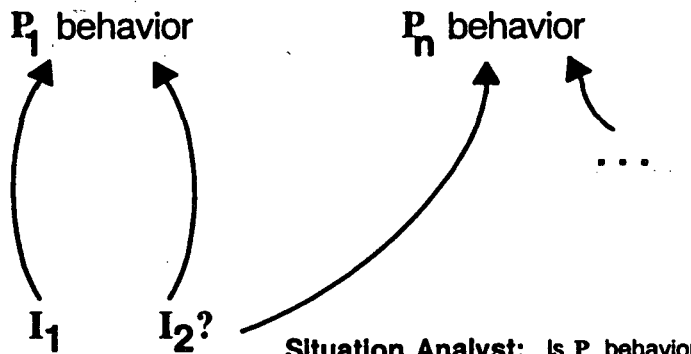 P1 behavior Pn behavior
...
I1 I2?
Situation Analyst: Is P behavior